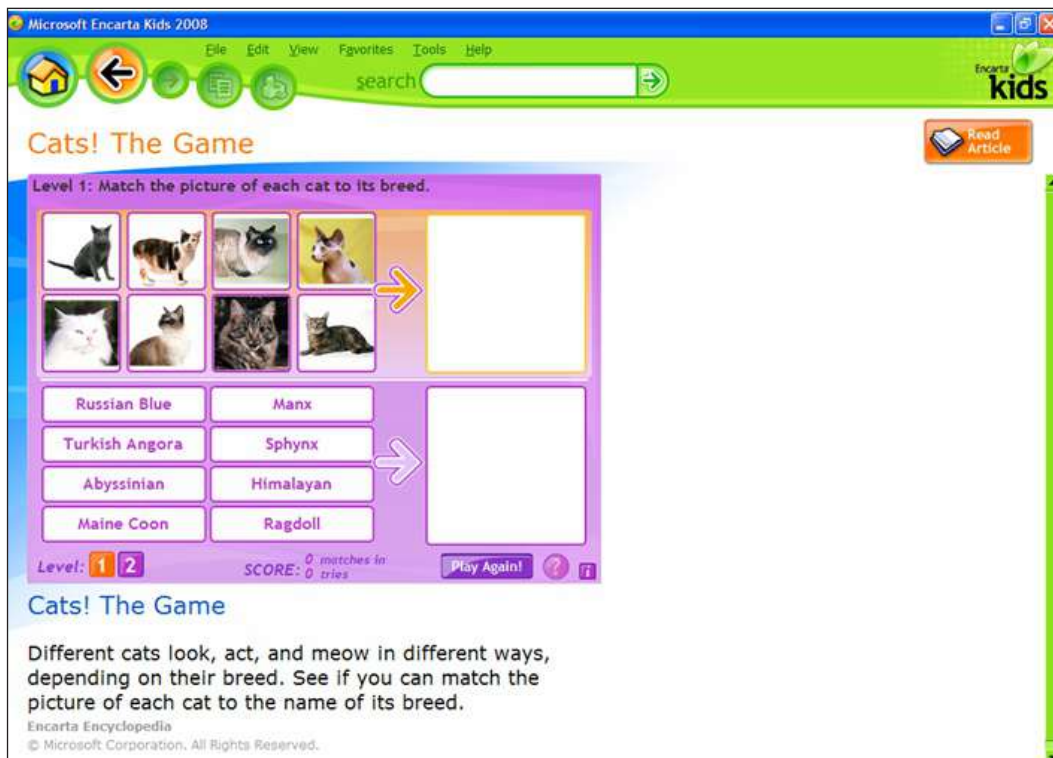 Microsoft Encarta Kids 2008
File Edit View Favorites Tools Help
search
Encarta
kids
Cats! The Game
Read
Article
Level 1: Match the picture of each cat to its breed.
Russian Blue Manx
Turkish Angora Sphynx
Abyssinian Himalayan
Maine Coon Ragdoll
Level: 1 2
SCORE: 0 matches in
0 tries
Play Again!
?
i
Cats! The Game
Different cats look, act, and meow in different ways,
depending on their breed. See if you can match the
picture of each cat to the name of its breed.
Encarta Encyclopedia
© Microsoft Corporation. All Rights Reserved.